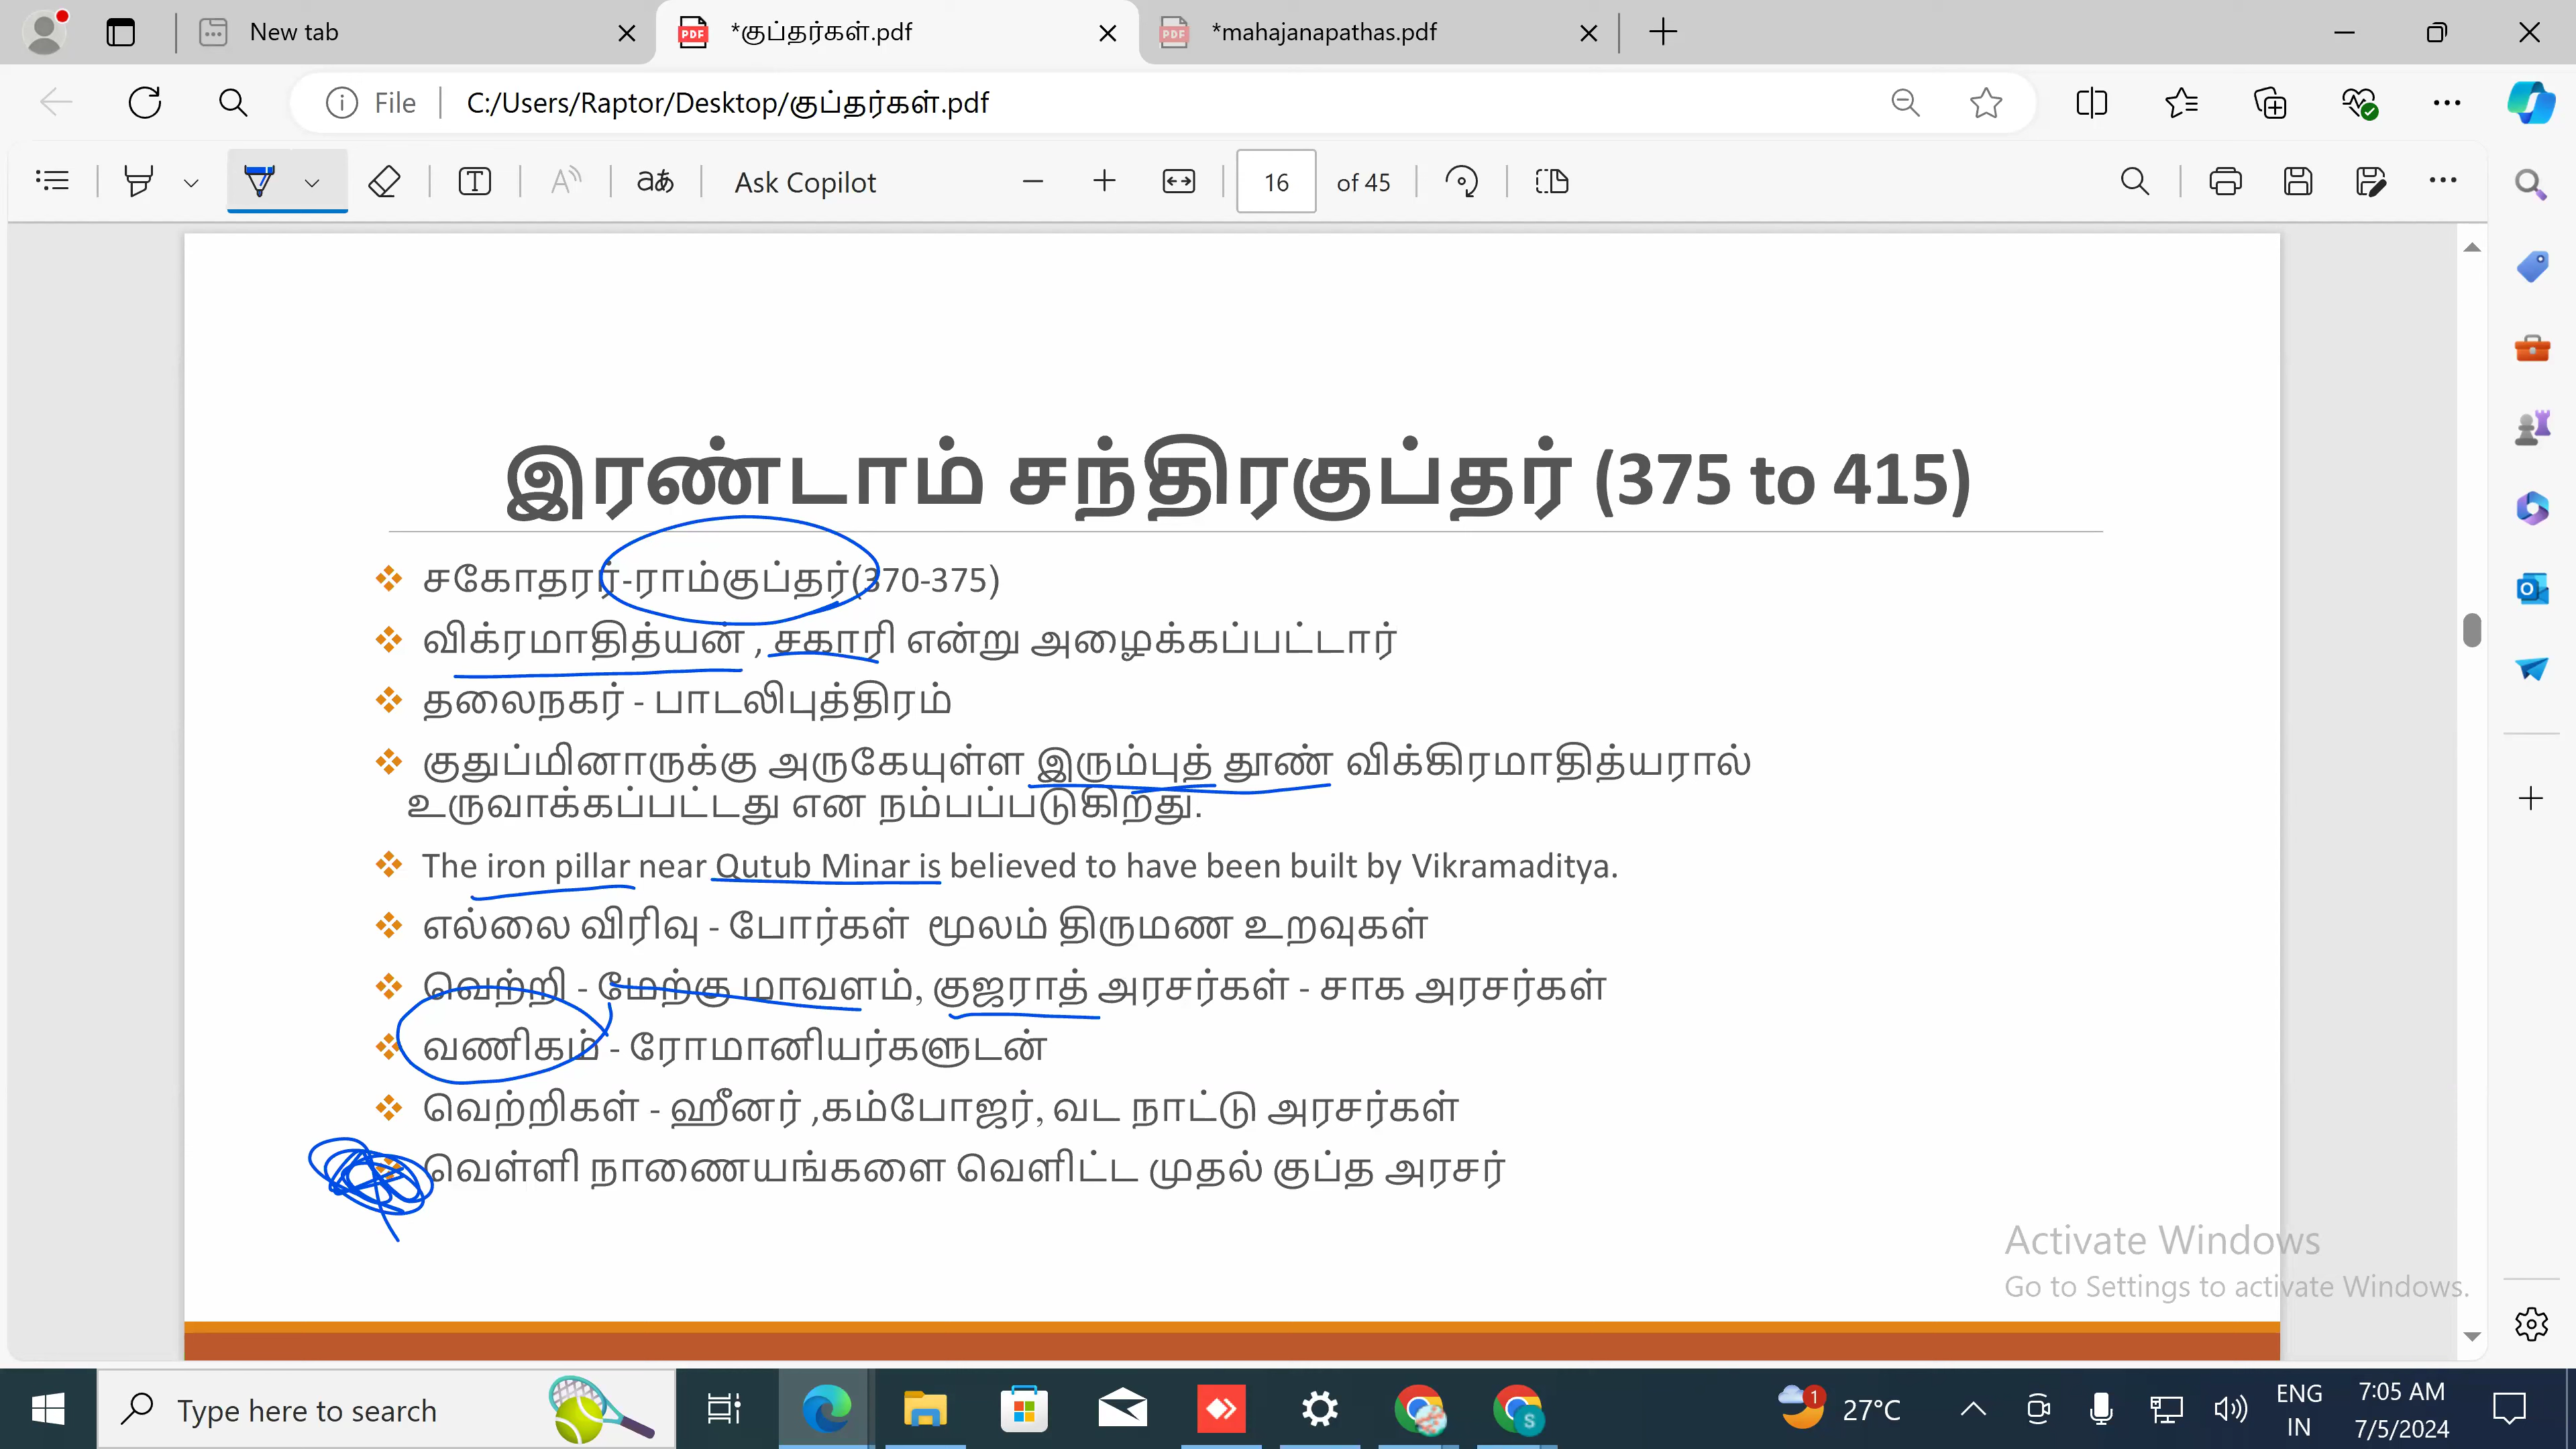 New tab
*குப்தர்கள்.pdf
*mahajanapathas.pdf
File
C:/Users/Raptor/Desktop/குப்தர்கள்.pdf
aあ
Ask Copilot
16 of 45
இரண்டாம் சந்திரகுப்தர் (375 to 415)
சகோதரர்-ராம்குப்தர்(370-375)
விக்ரமாதித்யன் , சகாரி என்று அழைக்கப்பட்டார்
தலைநகர் - பாடலிபுத்திரம்
குதுப்மினாருக்கு அருகேயுள்ள இரும்புத் தூண் விக்கிரமாதித்யரால்
உருவாக்கப்பட்டது என நம்பப்படுகிறது.
The iron pillar near Qutub Minar is believed to have been built by Vikramaditya.
எல்லை விரிவு - போர்கள் மூலம் திருமண உறவுகள்
வெற்றி - மேற்கு மாவளம், குஜராத் அரசர்கள் - சாக அரசர்கள்
வணிகம் - ரோமானியர்களுடன்
வெற்றிகள் - ஹீனர் ,கம்போஜர், வட நாட்டு அரசர்கள்
வெள்ளி நாணையங்களை வெளிட்ட முதல் குப்த அரசர்
Activate Windows
Go to Settings to activate Windows.
Type here to search
1
27°C
ENG
IN
7:05 AM
7/5/2024